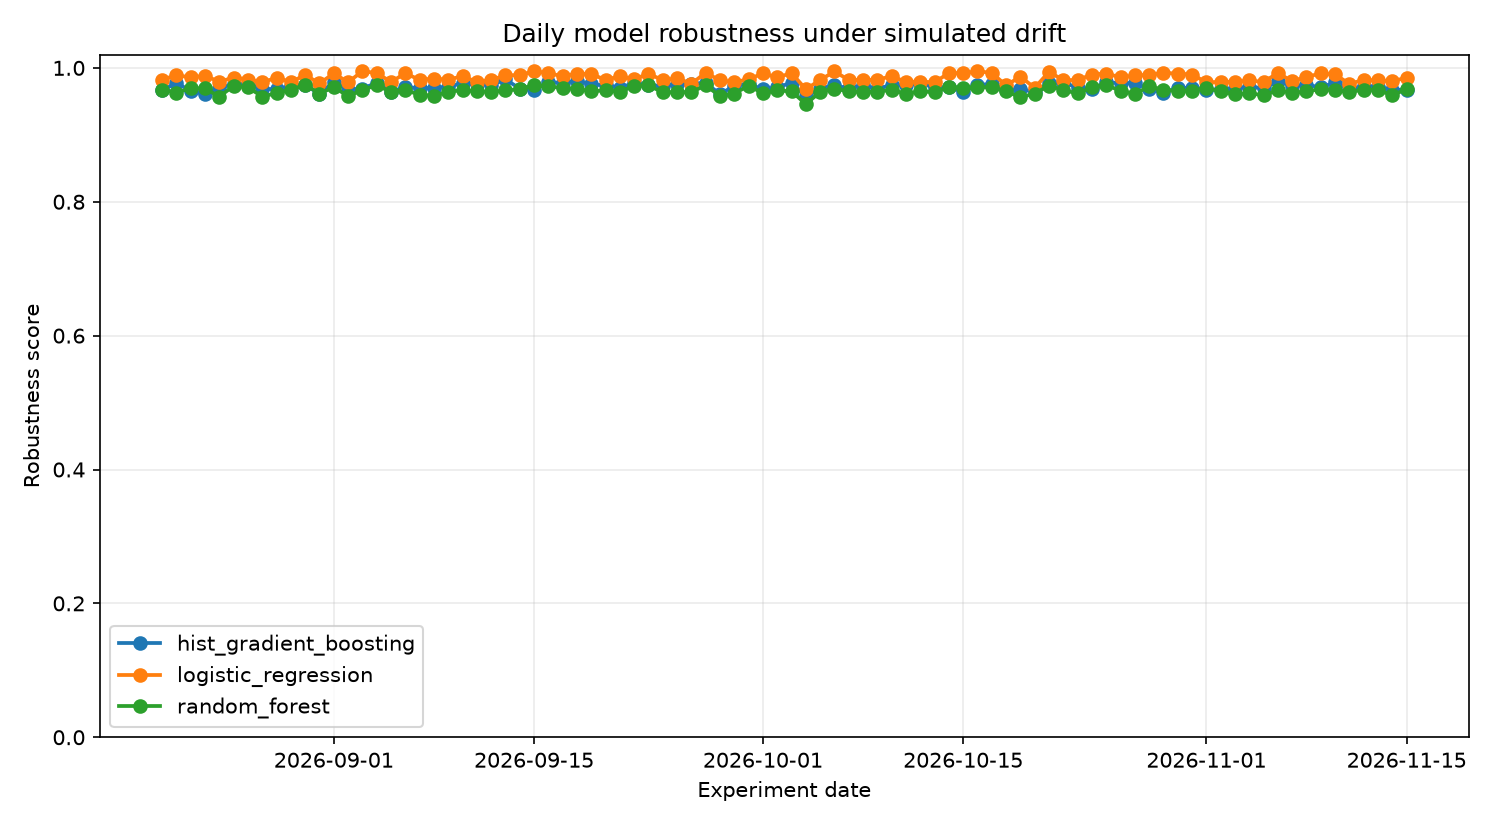 Daily model robustness under simulated drift
Robustness score
1.0
0.8
0.6
0.4
0.2
0.0
hist_gradient_boosting
logistic_regression
random_forest
2026-09-01
2026-09-15
2026-10-01
2026-10-15
2026-11-01
2026-11-15
Experiment date